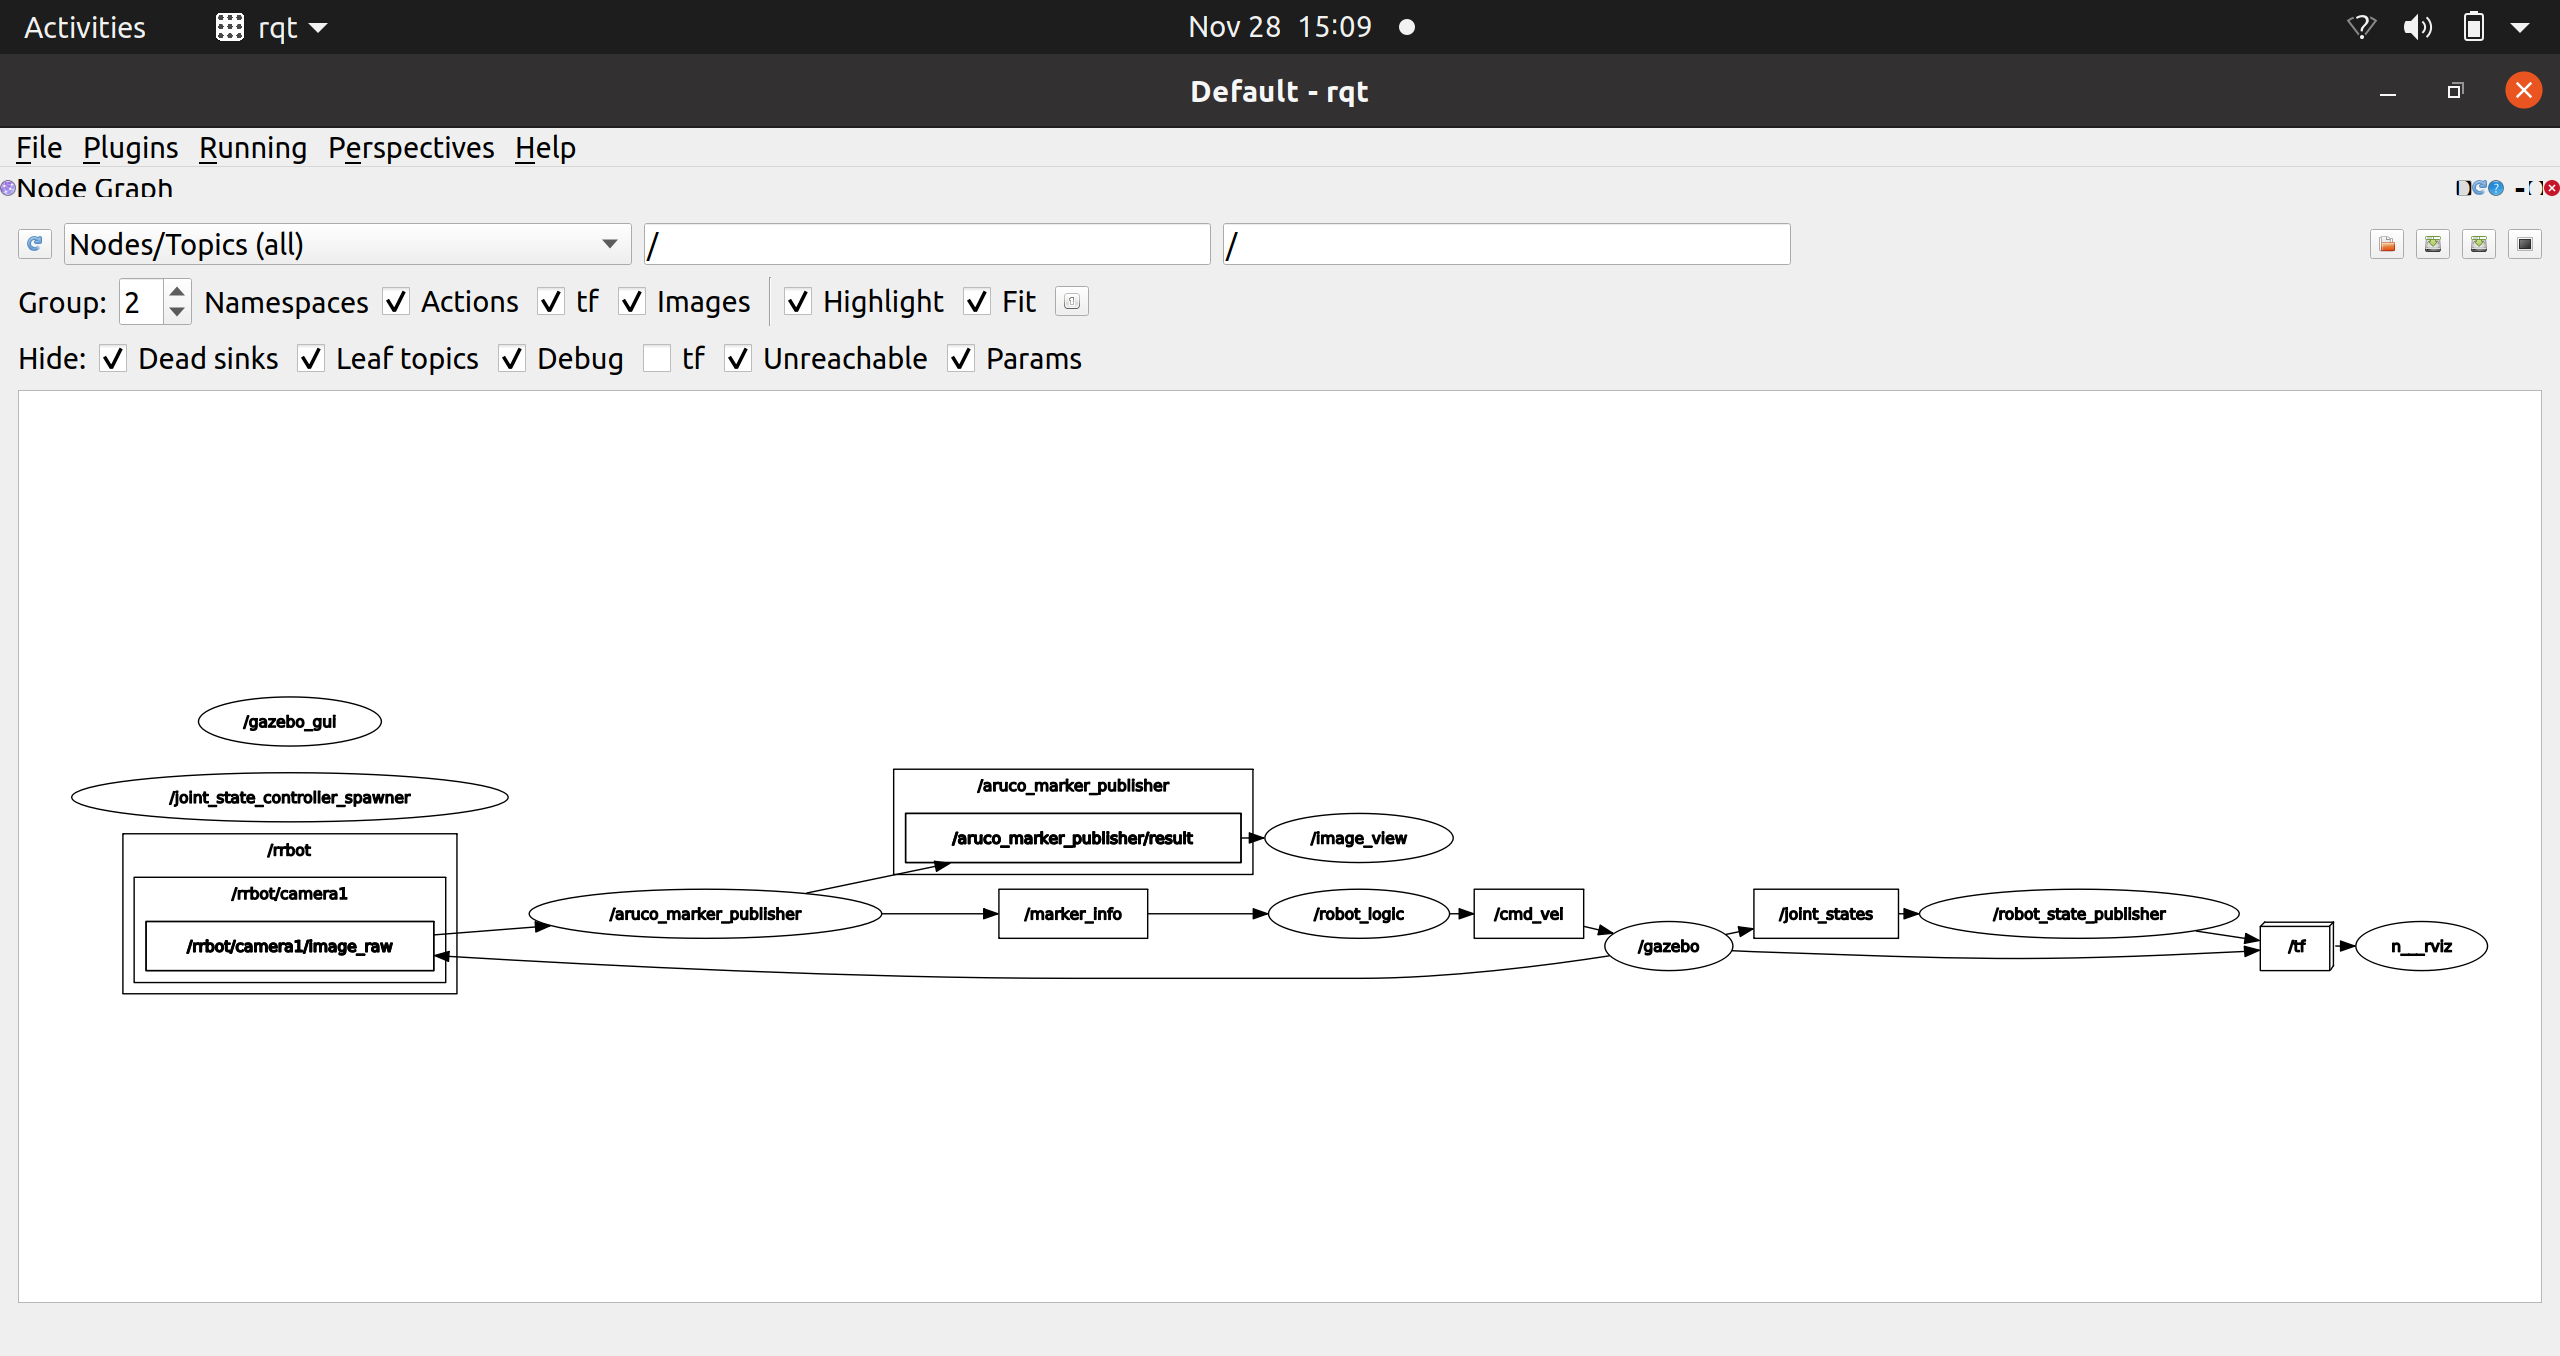 Activities rqt Nov 28 15:09
Default - rqt
File Plugins Running Perspectives Help
Node Graph
Nodes/Topics (all) / /
Group: 2 Namespaces Actions tf Images Highlight Fit
Hide: Dead sinks Leaf topics Debug tf Unreachable Params
/gazebo_gui
/joint_state_controller_spawner
/rrbot
/rrbot/camera1
/rrbot/camera1/image_raw
/aruco_marker_publisher
/aruco_marker_publisher
/aruco_marker_publisher/result
/image_view
/marker_info
/robot_logic
/cmd_vel
/gazebo
/joint_states
/robot_state_publisher
/tf
n__rviz